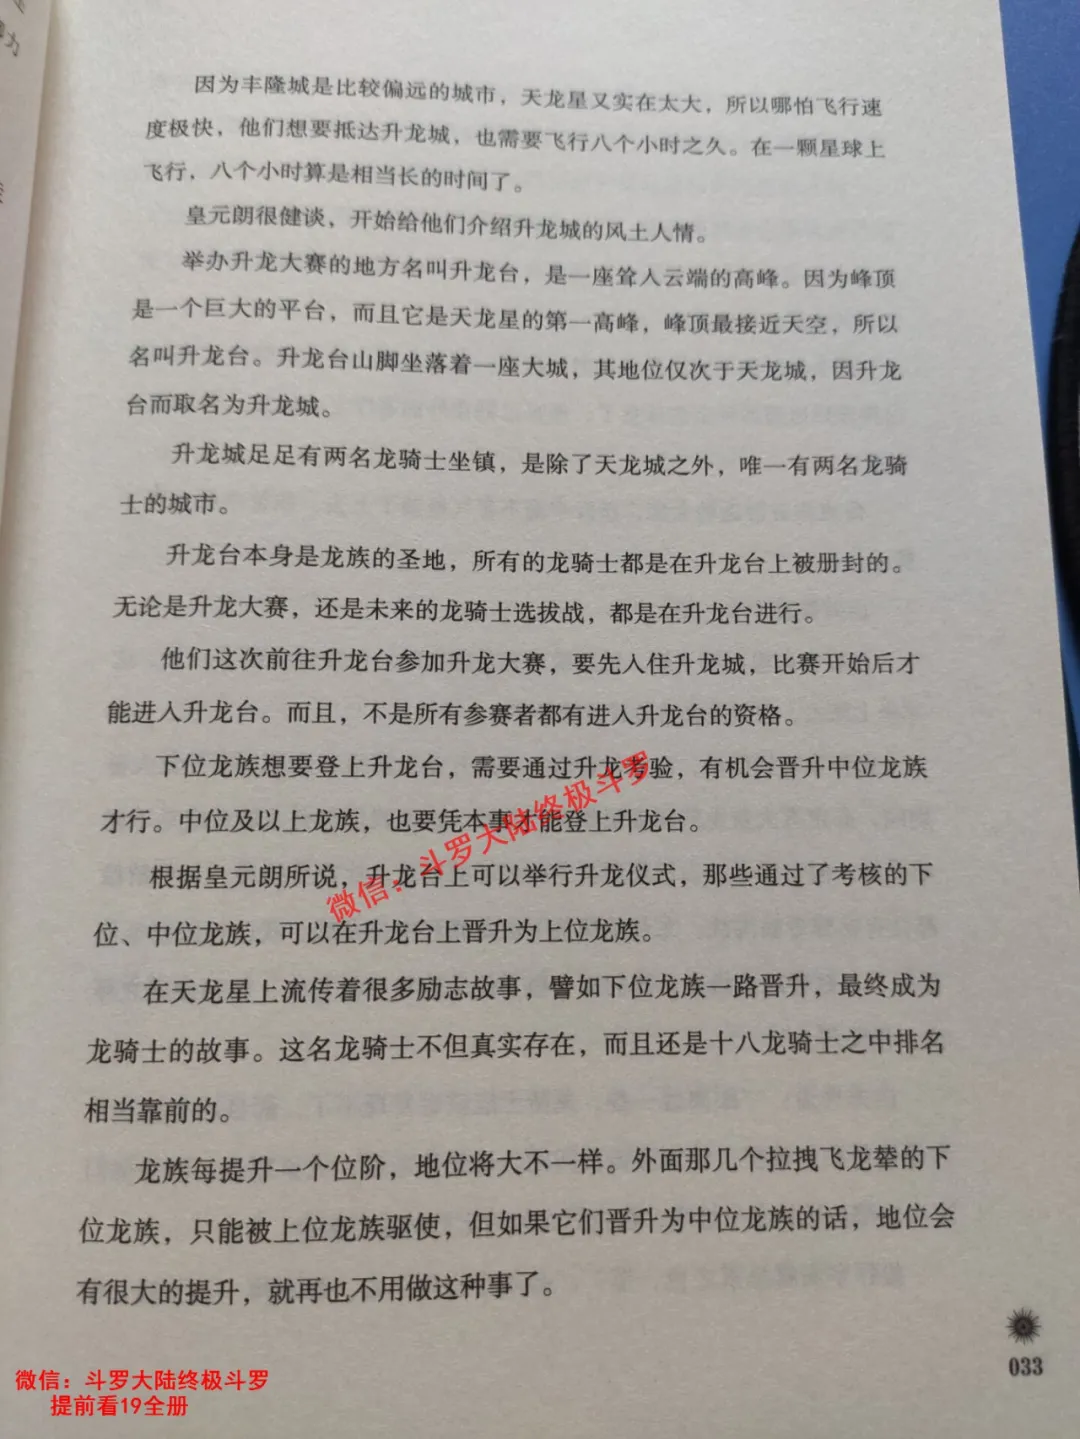 因为丰隆城是比较偏远的城市，天龙星又实在太大，所以哪怕飞行速
度极快，他们想要抵达升龙城，也需要飞行八个小时之久。在一颗星球上
飞行，八个小时算是相当长的时间了。
皇元朗很健谈，开始给他们介绍升龙城的风土人情。
举办升龙大赛的地方名叫升龙台，是一座耸入云端的高峰。因为峰顶
是一个巨大的平台，而且它是天龙星的第一高峰，峰顶最接近天空，所以
名叫升龙台。升龙台山脚坐落着一座大城，其地位仅次于天龙城，因升龙
台而取名为升龙城。
升龙城足足有两名龙骑士坐镇，是除了天龙城之外，唯一有两名龙骑
士的城市。
升龙台本身是龙族的圣地，所有的龙骑士都是在升龙台上被册封的。
无论是升龙大赛，还是未来的龙骑士选拔战，都是在升龙台进行。
他们这次前往升龙台参加升龙大赛，要先入住升龙城，比赛开始后才
能进入升龙台。而且，不是所有参赛者都有进入升龙台的资格。
下位龙族想要登上升龙台，需要通过升龙考验，有机会晋升中位龙族
才行。中位及以上龙族，也要凭本事才能登上升龙台。
根据皇元朗所说，升龙台上可以举行升龙仪式，那些通过了考核的下
位、中位龙族，可以在升龙台上晋升为上位龙族。
在天龙星上流传着很多励志故事，譬如下位龙族一路晋升，最终成为
龙骑士的故事。这名龙骑士不但真实存在，而且还是十八龙骑士之中排名
相当靠前的。
龙族每提升一个位阶，地位将大不一样。外面那几个拉拽飞龙辇的下
位龙族，只能被上位龙族驱使，但如果它们晋升为中位龙族的话，地位会
有很大的提升，就再也不用做这种事了。
033
微信：斗罗大陆终极斗罗
微信：斗罗大陆终极斗罗
提前看19全册